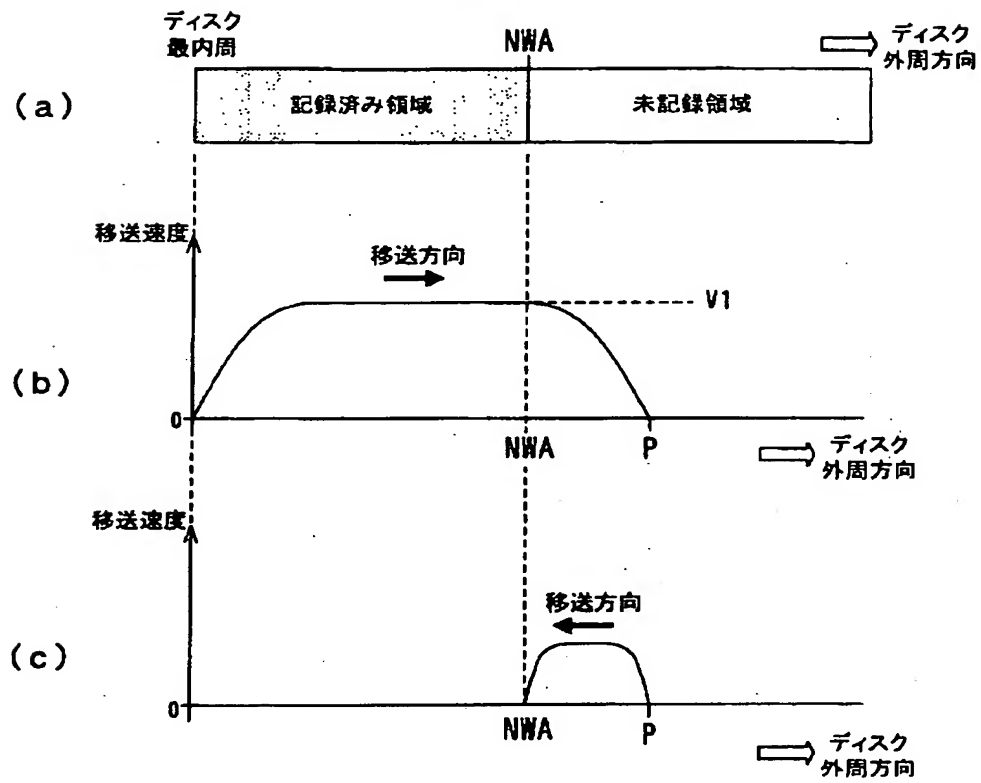 ディスク
最内周
NWA
ディスク
外周方向
(a)
記録済み領域
未記録領域
移送速度
移送方向
V1
(b)
0
NWA
P
ディスク
外周方向
移送速度
移送方向
(c)
0
NWA
P
ディスク
外周方向